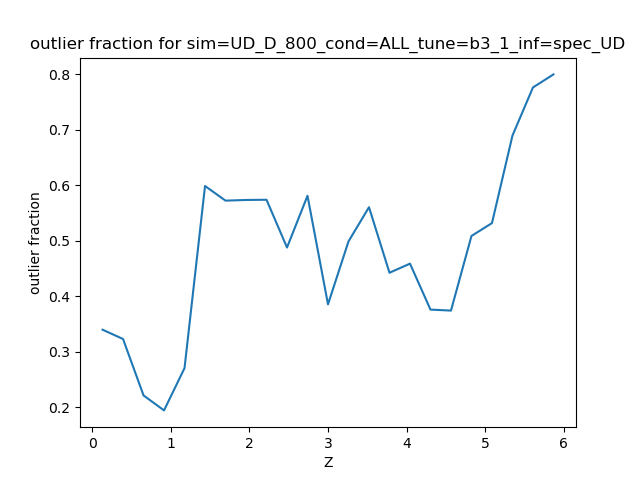 outlier fraction for sim=UD_D_800_cond=ALL_tune=b3_1_inf=spec_UD
0.8
0.7
0.6
0.5
0.4
0.3
0.2
outlier fraction
0 1 2 3 4 5 6
Z